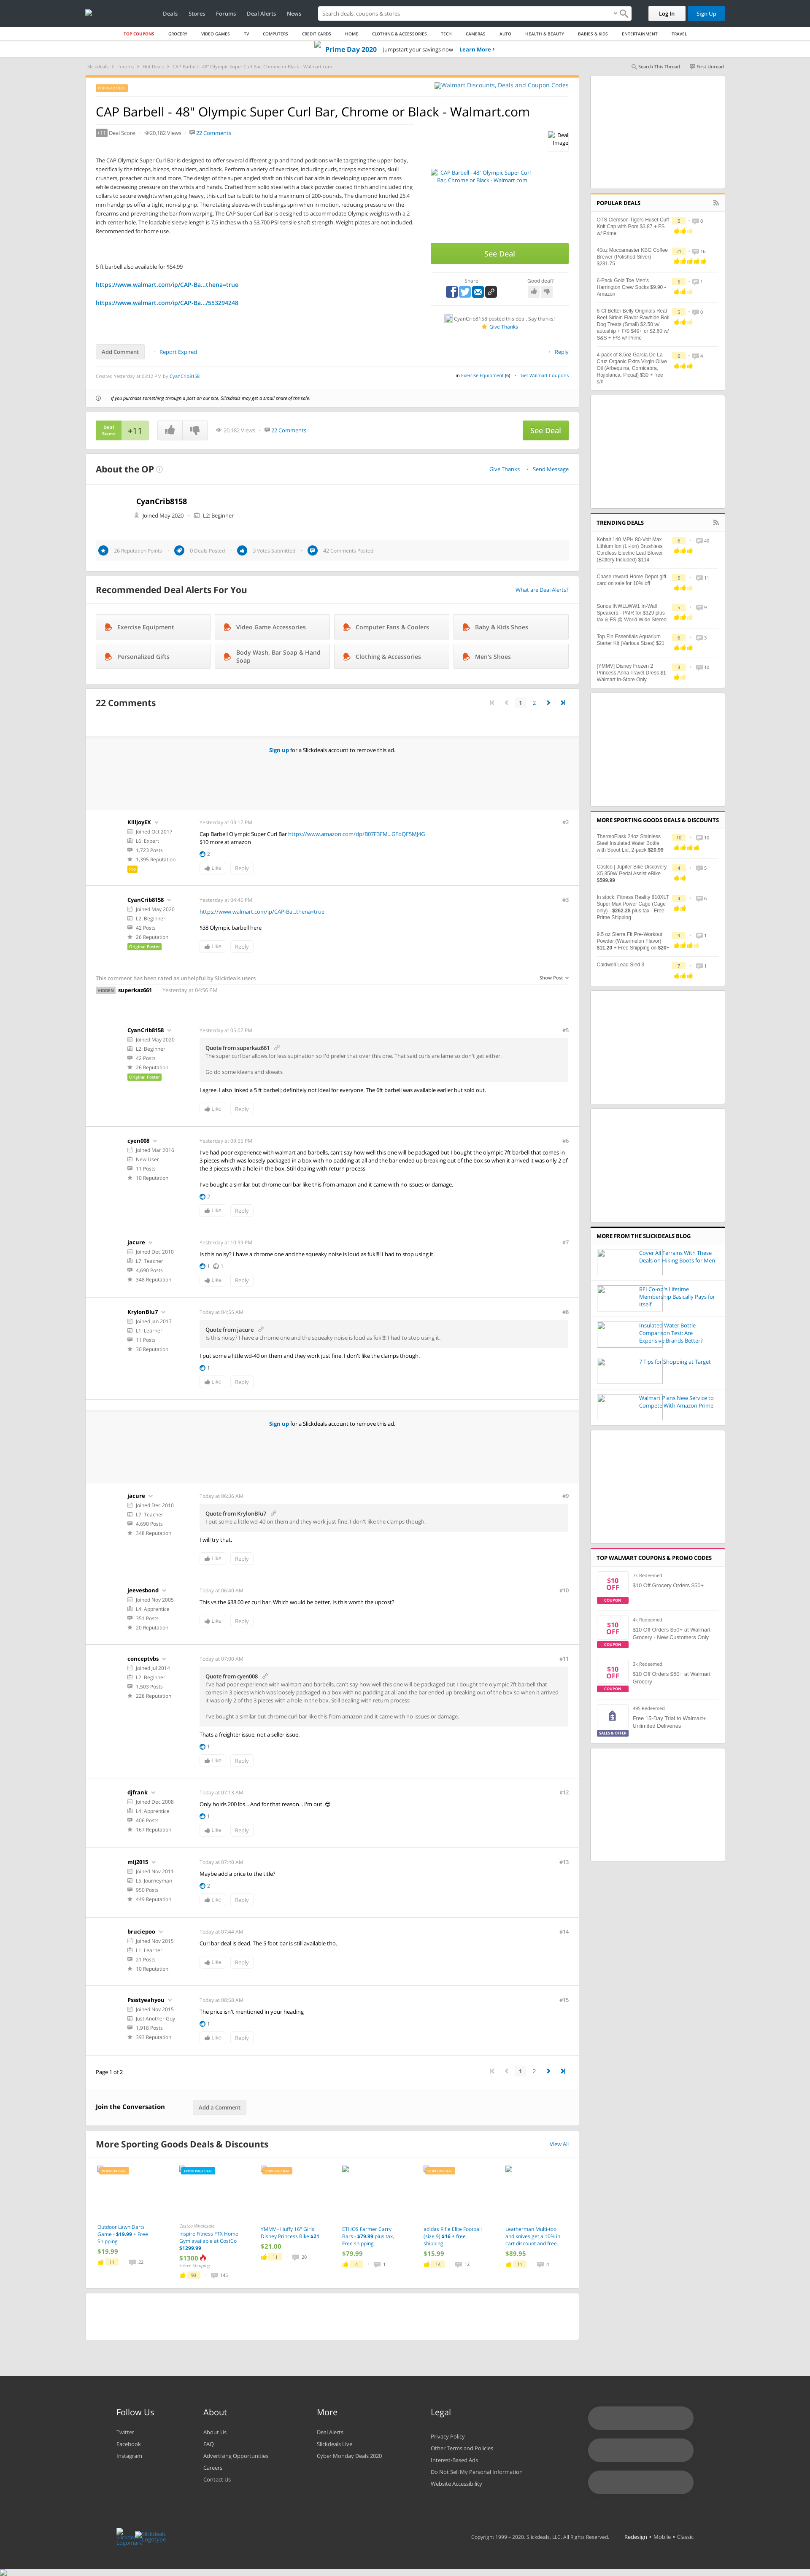 Deals Stores Forums Deal Alerts News
Search deals, coupons & stores
Log In
Sign Up
TOP COUPONS GROCERY VIDEO GAMES TV COMPUTERS CREDIT CARDS HOME CLOTHING & ACCESSORIES TECH CAMERAS AUTO HEALTH & BEAUTY BABIES & KIDS ENTERTAINMENT TRAVEL
Prime Day 2020 Jumpstart your savings now Learn More
Slickdeals > Forums > Hot Deals > CAP Barbell - 48" Olympic Super Curl Bar, Chrome or Black - Walmart.com
Search This Thread First Unread
POPULAR DEAL
Walmart Discounts, Deals and Coupon Codes
CAP Barbell - 48" Olympic Super Curl Bar, Chrome or Black - Walmart.com
+11 Deal Score 20,182 Views 22 Comments
Deal Image
The CAP Olympic Super Curl Bar is designed to offer several different grip and hand positions while targeting the upper body, specifically the triceps, biceps, shoulders, and back. Perform a variety of exercises, including curls, triceps extensions, skull crushers, preacher curls and more. The angled design of the shaft on this curl bar acts as an aid in developing upper arm muscle while decreasing pressure on the wrists and hands. Crafted from solid steel and a black powder coated handle and polished chrome finished sleeves, this curl bar is built to hold a maximum of 200-pounds. The diamond knurled 25.4 mm handles offers a tight, non-slip grip. The rotating sleeves with bushings spin when in motion, reducing pressure on the forearms and preventing the bar from warping. The CAP Super Curl Bar is designed to accommodate Olympic weights with a 2-inch center hole. The loadable sleeve length is 7.5-inches with a 53,700 PSI tensile-shaft strength. Weight plates are not included. Recommended for home use.
CAP Barbell - 48" Olympic Super Curl Bar, Chrome or Black - Walmart.com
See Deal
5 ft barbell also available for $54.99
https://www.walmart.com/ip/CAP-Ba...thena=true
https://www.walmart.com/ip/CAP-Ba.../553294248
Share Good deal?
CyanCrib8158 posted this deal. Say thanks!
Give Thanks
Add Comment Report Expired Reply
Created Yesterday at 03:12 PM by CyanCrib8158
in Exercise Equipment (6) Get Walmart Coupons
If you purchase something through a post on our site, Slickdeals may get a small share of the sale.
Deal Score +11 20,182 Views 22 Comments See Deal
About the OP Give Thanks Send Message
CyanCrib8158
Joined May 2020 L2: Beginner
26 Reputation Points 0 Deals Posted 3 Votes Submitted 42 Comments Posted
Recommended Deal Alerts For You What are Deal Alerts?
Exercise Equipment Video Game Accessories Computer Fans & Coolers Baby & Kids Shoes
Personalized Gifts Body Wash, Bar Soap & Hand Soap Clothing & Accessories Men's Shoes
22 Comments 1 2
Sign up for a Slickdeals account to remove this ad.
KillJoyEX Yesterday at 03:17 PM #2
Joined Oct 2017
L6: Expert
1,723 Posts
1,395 Reputation
Pro
Cap Barbell Olympic Super Curl Bar https://www.amazon.com/dp/B07F3FM...GFbQFSMJ4G
$10 more at amazon
2
Like Reply
CyanCrib8158 Yesterday at 04:46 PM #3
Joined May 2020
L2: Beginner
42 Posts
26 Reputation
Original Poster
https://www.walmart.com/ip/CAP-Ba...thena=true
$38 Olympic barbell here
Like Reply
This comment has been rated as unhelpful by Slickdeals users Show Post
HIDDEN superkaz661 Yesterday at 04:56 PM
CyanCrib8158 Yesterday at 05:07 PM #5
Joined May 2020
L2: Beginner
42 Posts
26 Reputation
Original Poster
Quote from superkaz661
The super curl bar allows for less supination so I'd prefer that over this one. That said curls are lame so don't get either.
Go do some kleens and skwats
I agree. I also linked a 5 ft barbell; definitely not ideal for everyone. The 6ft barbell was available earlier but sold out.
Like Reply
cyen008 Yesterday at 09:55 PM #6
Joined Mar 2016
New User
11 Posts
10 Reputation
I've had poor experience with walmart and barbells, can't say how well this one will be packaged but I bought the olympic 7ft barbell that comes in 3 pieces which was loosely packaged in a box with no padding at all and the bar ended up breaking out of the box so when it arrived it was only 2 of the 3 pieces with a hole in the box. Still dealing with return process
I've bought a similar but chrome curl bar like this from amazon and it came with no issues or damage.
2
Like Reply
jacure Yesterday at 10:39 PM #7
Joined Dec 2010
L7: Teacher
4,690 Posts
348 Reputation
Is this noisy? I have a chrome one and the squeaky noise is loud as fuk!!!! I had to stop using it.
1 1
Like Reply
KrylonBlu7 Today at 04:55 AM #8
Joined Jan 2017
L1: Learner
11 Posts
30 Reputation
Quote from jacure
Is this noisy? I have a chrome one and the squeaky noise is loud as fuk!!!! I had to stop using it.
I put some a little wd-40 on them and they work just fine. I don't like the clamps though.
1
Like Reply
Sign up for a Slickdeals account to remove this ad.
jacure Today at 06:36 AM #9
Joined Dec 2010
L7: Teacher
4,690 Posts
348 Reputation
Quote from KrylonBlu7
I put some a little wd-40 on them and they work just fine. I don't like the clamps though.
I will try that.
Like Reply
jeevesbond Today at 06:40 AM #10
Joined Nov 2005
L4: Apprentice
351 Posts
20 Reputation
This vs the $38.00 ez curl bar. Which would be better. Is this worth the upcost?
Like Reply
conceptvbs Today at 07:00 AM #11
Joined Jul 2014
L2: Beginner
1,503 Posts
228 Reputation
Quote from cyen008
I've had poor experience with walmart and barbells, can't say how well this one will be packaged but I bought the olympic 7ft barbell that comes in 3 pieces which was loosely packaged in a box with no padding at all and the bar ended up breaking out of the box so when it arrived it was only 2 of the 3 pieces with a hole in the box. Still dealing with return process
I've bought a similar but chrome curl bar like this from amazon and it came with no issues or damage.
Thats a freighter issue, not a seller issue.
1
Like Reply
djfrank Today at 07:13 AM #12
Joined Dec 2008
L4: Apprentice
406 Posts
167 Reputation
Only holds 200 lbs... And for that reason... I'm out.
1
Like Reply
mlj2015 Today at 07:40 AM #13
Joined Nov 2011
L5: Journeyman
950 Posts
449 Reputation
Maybe add a price to the title?
2
Like Reply
bruciepoo Today at 07:44 AM #14
Joined Nov 2015
L1: Learner
21 Posts
10 Reputation
Curl bar deal is dead. The 5 foot bar is still available tho.
Like Reply
Pssstyeahyou Today at 08:58 AM #15
Joined Nov 2015
Just Another Guy
1,918 Posts
393 Reputation
The price isn't mentioned in your heading
1
Like Reply
Page 1 of 2 1 2
Join the Conversation Add a Comment
More Sporting Goods Deals & Discounts View All
Outdoor Lawn Darts Game - $19.99 + Free Shipping
$19.99
11 22
Costco Wholesale
Inspire Fitness FTX Home Gym available at CostCo $1299.99
$1300
+ Free Shipping
93 145
YMMV - Huffy 16" Girls' Disney Princess Bike $21
$21.00
11 20
ETHOS Farmer Carry Bars - $79.99 plus tax, Free shipping
$79.99
4 1
adidas Rifle Elite Football (size 9) $16 + free shipping
$15.99
14 12
Leatherman Multi-tool and knives get a 10% in cart discount and free...
$89.95
11 4
POPULAR DEALS
OTS Clemson Tigers Huset Cuff Knit Cap with Pom $3.87 + FS w/ Prime 5 0
40oz Moccamaster KBG Coffee Brewer (Polished Silver) - $231.75 21 16
6-Pack Gold Toe Men's Harrington Crew Socks $9.90 - Amazon 5 1
6-Ct Better Belly Originals Real Beef Sirloin Flavor Rawhide Roll Dog Treats (Small) $2.50 w/ autoship + F/S $49+ or $2.60 w/ S&S + F/S w/ Prime 5 0
4-pack of 8.5oz Garcia De La Cruz Organic Extra Virgin Olive Oil (Arbequina, Cornicabra, Hojiblanca, Picual) $30 + free s/h 6 4
TRENDING DEALS
Kobalt 140 MPH 80-Volt Max Lithium Ion (Li-Ion) Brushless Cordless Electric Leaf Blower (Battery Included) $114 6 40
Chase reward Home Depot gift card on sale for 10% off 5 11
Sonos INWLLWW1 In-Wall Speakers - PAIR for $329 plus tax & FS @ World Wide Stereo 5 9
Top Fin Essentials Aquarium Starter Kit (Various Sizes) $21 6 3
[YMMV] Disney Frozen 2 Princess Anna Travel Dress $1 Walmart In-Store Only 3 10
MORE SPORTING GOODS DEALS & DISCOUNTS
ThermoFlask 24oz Stainless Steel Insulated Water Bottle with Spout Lid, 2-pack $20.99 10 10
Costco | Jupiter Bike Discovery X5 350W Pedal Assist eBike $599.99 4 5
In stock: Fitness Reality 810XLT Super Max Power Cage (Cage only) - $262.28 plus tax - Free Prime Shipping 4 6
9.5 oz Sierra Fit Pre-Workout Powder (Watermelon Flavor) $11.20 + Free Shipping on $20+ 9 1
Caldwell Lead Sled 3 7 1
MORE FROM THE SLICKDEALS BLOG
Cover All Terrains With These Deals on Hiking Boots for Men
REI Co-op's Lifetime Membership Basically Pays for Itself
Insulated Water Bottle Comparison Test: Are Expensive Brands Better?
7 Tips for Shopping at Target
Walmart Plans New Service to Compete With Amazon Prime
TOP WALMART COUPONS & PROMO CODES
$10 OFF COUPON 7k Redeemed
$10 Off Grocery Orders $50+
$10 OFF COUPON 4k Redeemed
$10 Off Orders $50+ at Walmart Grocery - New Customers Only
$10 OFF COUPON 3k Redeemed
$10 Off Orders $50+ at Walmart Grocery
SALES & OFFER 495 Redeemed
Free 15-Day Trial to Walmart+ Unlimited Deliveries
Follow Us
Twitter
Facebook
Instagram
About
About Us
FAQ
Advertising Opportunities
Careers
Contact Us
More
Deal Alerts
Slickdeals Live
Cyber Monday Deals 2020
Legal
Privacy Policy
Other Terms and Policies
Interest-Based Ads
Do Not Sell My Personal Information
Website Accessibility
Copyright 1999 - 2020. Slickdeals, LLC. All Rights Reserved. Redesign • Mobile • Classic